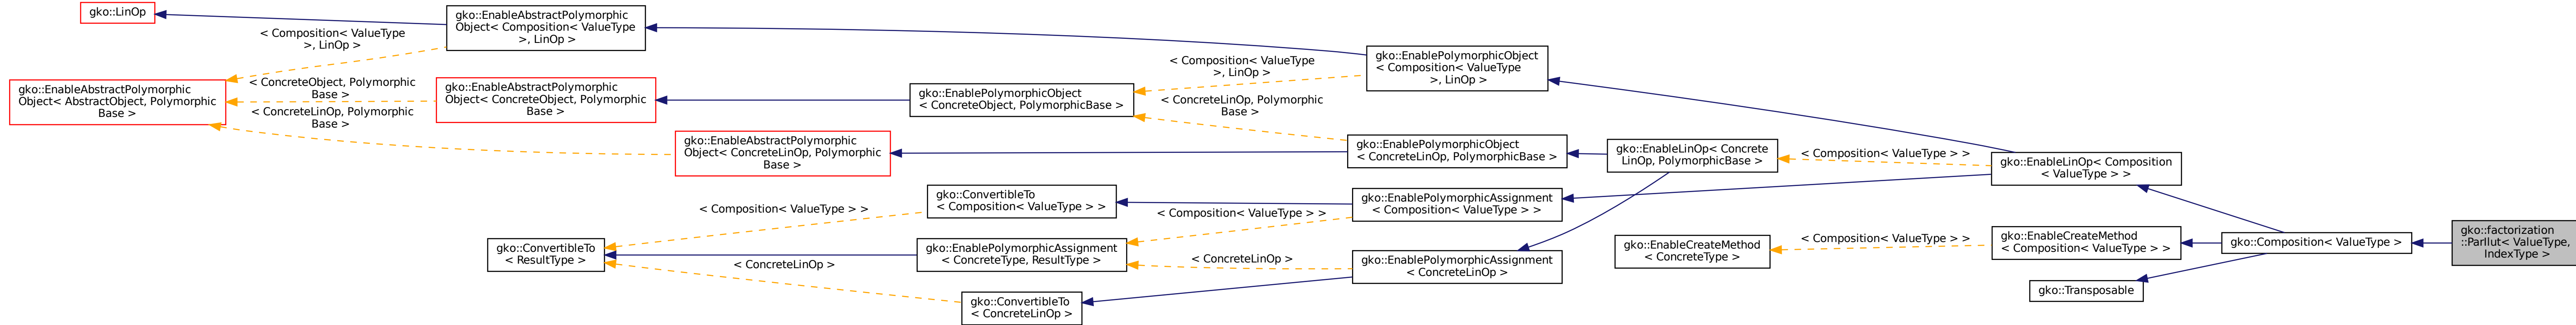 gko::LinOp
gko::EnableAbstractPolymorphic
Object< Composition< ValueType
>, LinOp >
< Composition< ValueType
>, LinOp >
gko::EnableAbstractPolymorphic
Object< AbstractObject, Polymorphic
Base >
< ConcreteObject, Polymorphic
Base >
< ConcreteLinOp, Polymorphic
Base >
gko::EnableAbstractPolymorphic
Object< ConcreteObject, Polymorphic
Base >
gko::EnableAbstractPolymorphic
Object< ConcreteLinOp, Polymorphic
Base >
gko::EnablePolymorphicObject
< ConcreteObject, PolymorphicBase >
< Composition< ValueType
>, LinOp >
< ConcreteLinOp, Polymorphic
Base >
gko::EnablePolymorphicObject
< Composition< ValueType
>, LinOp >
gko::EnablePolymorphicObject
< ConcreteLinOp, PolymorphicBase >
gko::EnableLinOp< Concrete
LinOp, PolymorphicBase >
< Composition< ValueType > >
gko::EnableLinOp< Composition
< ValueType > >
gko::ConvertibleTo
< ResultType >
< Composition< ValueType > >
< ConcreteLinOp >
gko::ConvertibleTo
< Composition< ValueType > >
gko::EnablePolymorphicAssignment
< ConcreteType, ResultType >
gko::ConvertibleTo
< ConcreteLinOp >
< Composition< ValueType > >
< ConcreteLinOp >
gko::EnablePolymorphicAssignment
< Composition< ValueType > >
gko::EnablePolymorphicAssignment
< ConcreteLinOp >
gko::EnableCreateMethod
< ConcreteType >
< Composition< ValueType > >
gko::EnableCreateMethod
< Composition< ValueType > >
gko::Transposable
gko::Composition< ValueType >
gko::factorization
::ParIlut< ValueType,
IndexType >